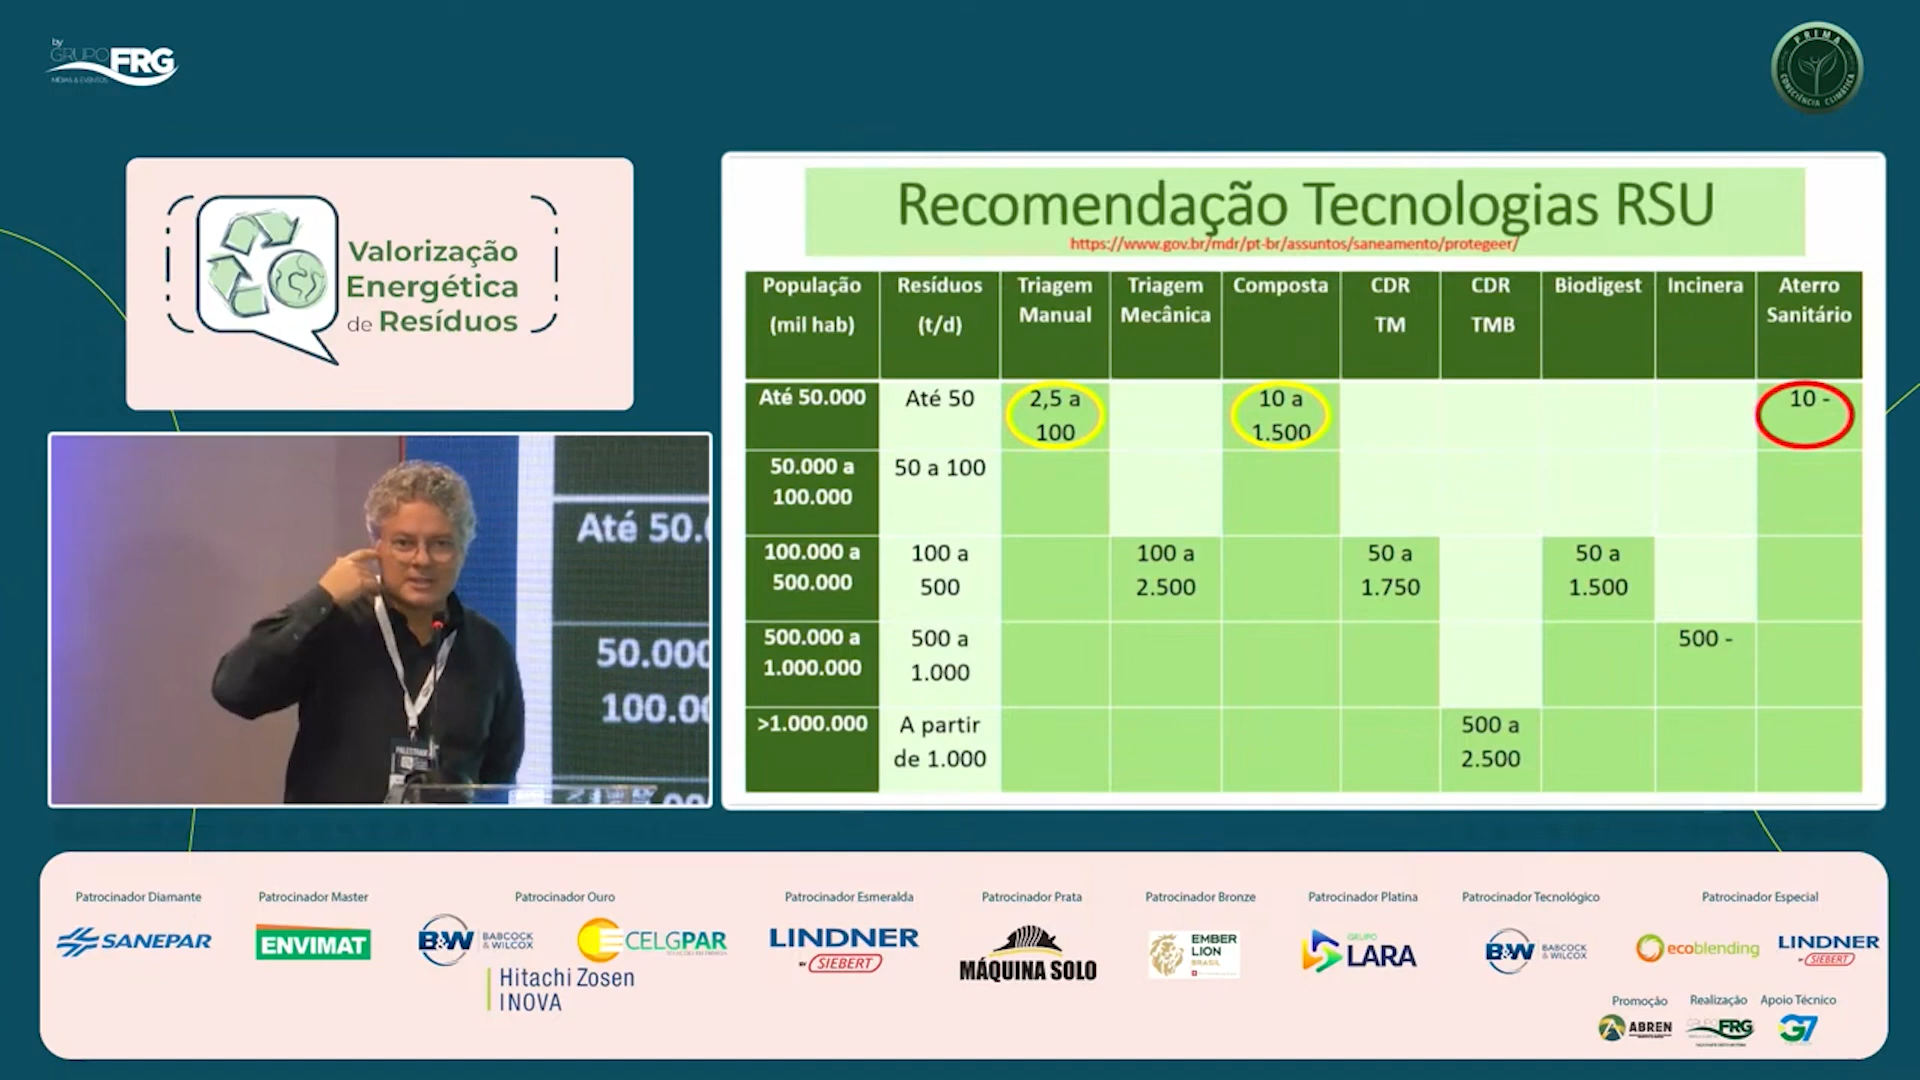 by
GRUPO FRG
MÍDIAS & EVENTOS
PRIMA
CONSCIÊNCIA CLIMÁTICA
Valorização
Energética
de Resíduos
Recomendação Tecnologias RSU
https://www.gov.br/mdr/pt-br/assuntos/saneamento/protegeer/
População (mil hab) Resíduos (t/d) Triagem Manual Triagem Mecânica Composta CDR TM CDR TMB Biodigest Incinera Aterro Sanitário
Até 50.000 Até 50 2,5 a 100 10 a 1.500 10 -
50.000 a 100.000 50 a 100
100.000 a 500.000 100 a 500 100 a 2.500 50 a 1.750 50 a 1.500
500.000 a 1.000.000 500 a 1.000 500 -
>1.000.000 A partir de 1.000 500 a 2.500
Até 50.0
50.000
100.00
Patrocinador Diamante
SANEPAR
Patrocinador Master
ENVIMAT
Patrocinador Ouro
B&W BABCOCK & WILCOX
CELGPAR
Hitachi Zosen
INOVA
Patrocinador Esmeralda
LINDNER
BY SIEBERT
Patrocinador Prata
MÁQUINA SOLO
Patrocinador Bronze
EMBER
LION
BRASIL
Patrocinador Platina
GRUPO
LARA
Patrocinador Tecnológico
B&W BABCOCK & WILCOX
Patrocinador Especial
ecoblending
LINDNER
BY SIEBERT
Promoção
ABREN
Realização
GRUPO FRG
Apoio Técnico
G7